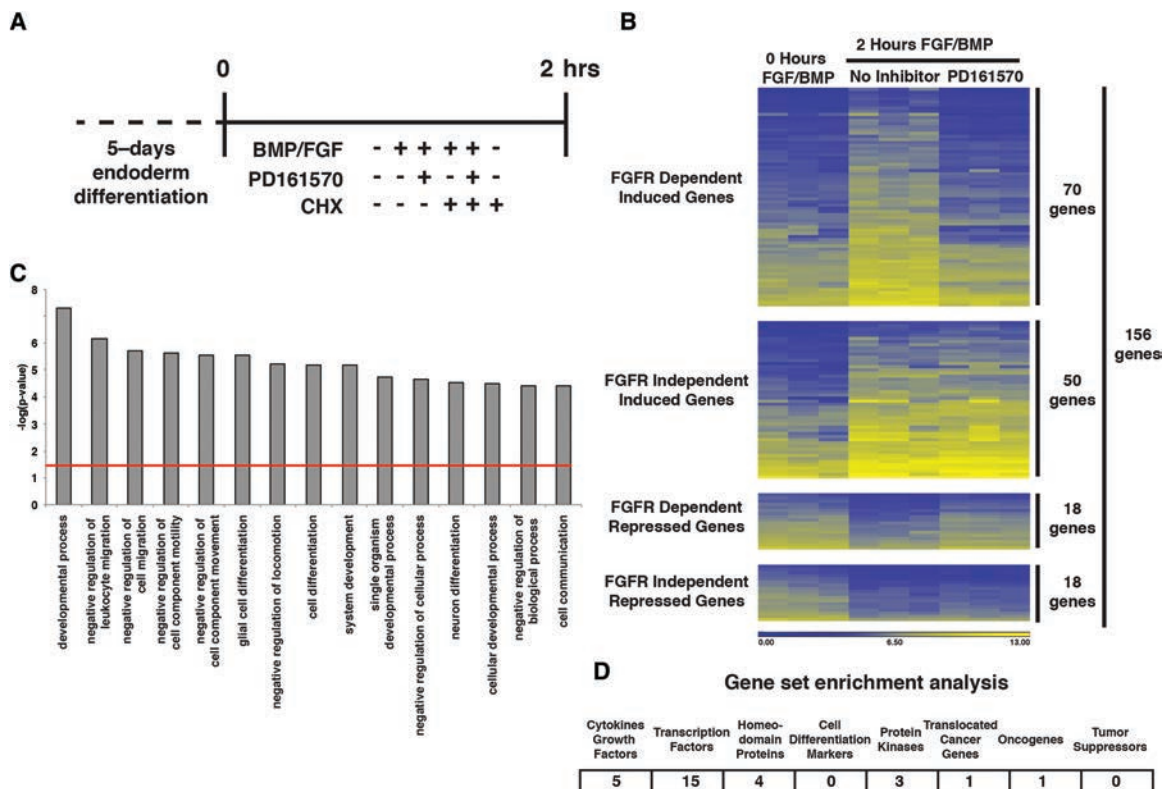 A
0
2 hrs
5–days
endoderm
differentiation
BMP/FGF - + + + + -
PD161570 - - + - + -
CHX - - - + + +
B
0 Hours
FGF/BMP
2 Hours FGF/BMP
No Inhibitor PD161570
FGFR Dependent
Induced Genes
70
genes
FGFR Independent
Induced Genes
50
genes
156
genes
FGFR Dependent
Repressed Genes
18
genes
FGFR Independent
Repressed Genes
18
genes
0.00 6.50 13.00
C
-log(p-value)
8
7
6
5
4
3
2
1
0
developmental process
negative regulation of
leukocyte migration
negative regulation of
cell migration
negative regulation of
cell component motility
negative regulation of
cell component movement
glial cell differentiation
negative regulation of locomotion
cell differentiation
system development
single organism
developmental process
negative regulation of cellular process
neuron differentiation
cellular developmental process
negative regulation of
biological process
cell communication
D
Gene set enrichment analysis
Cytokines
Growth
Factors
Transcription
Factors
Homeo-
domain
Proteins
Cell
Differentiation
Markers
Protein
Kinases
Translocated
Cancer
Genes
Oncogenes
Tumor
Suppressors
5 15 4 0 3 1 1 0